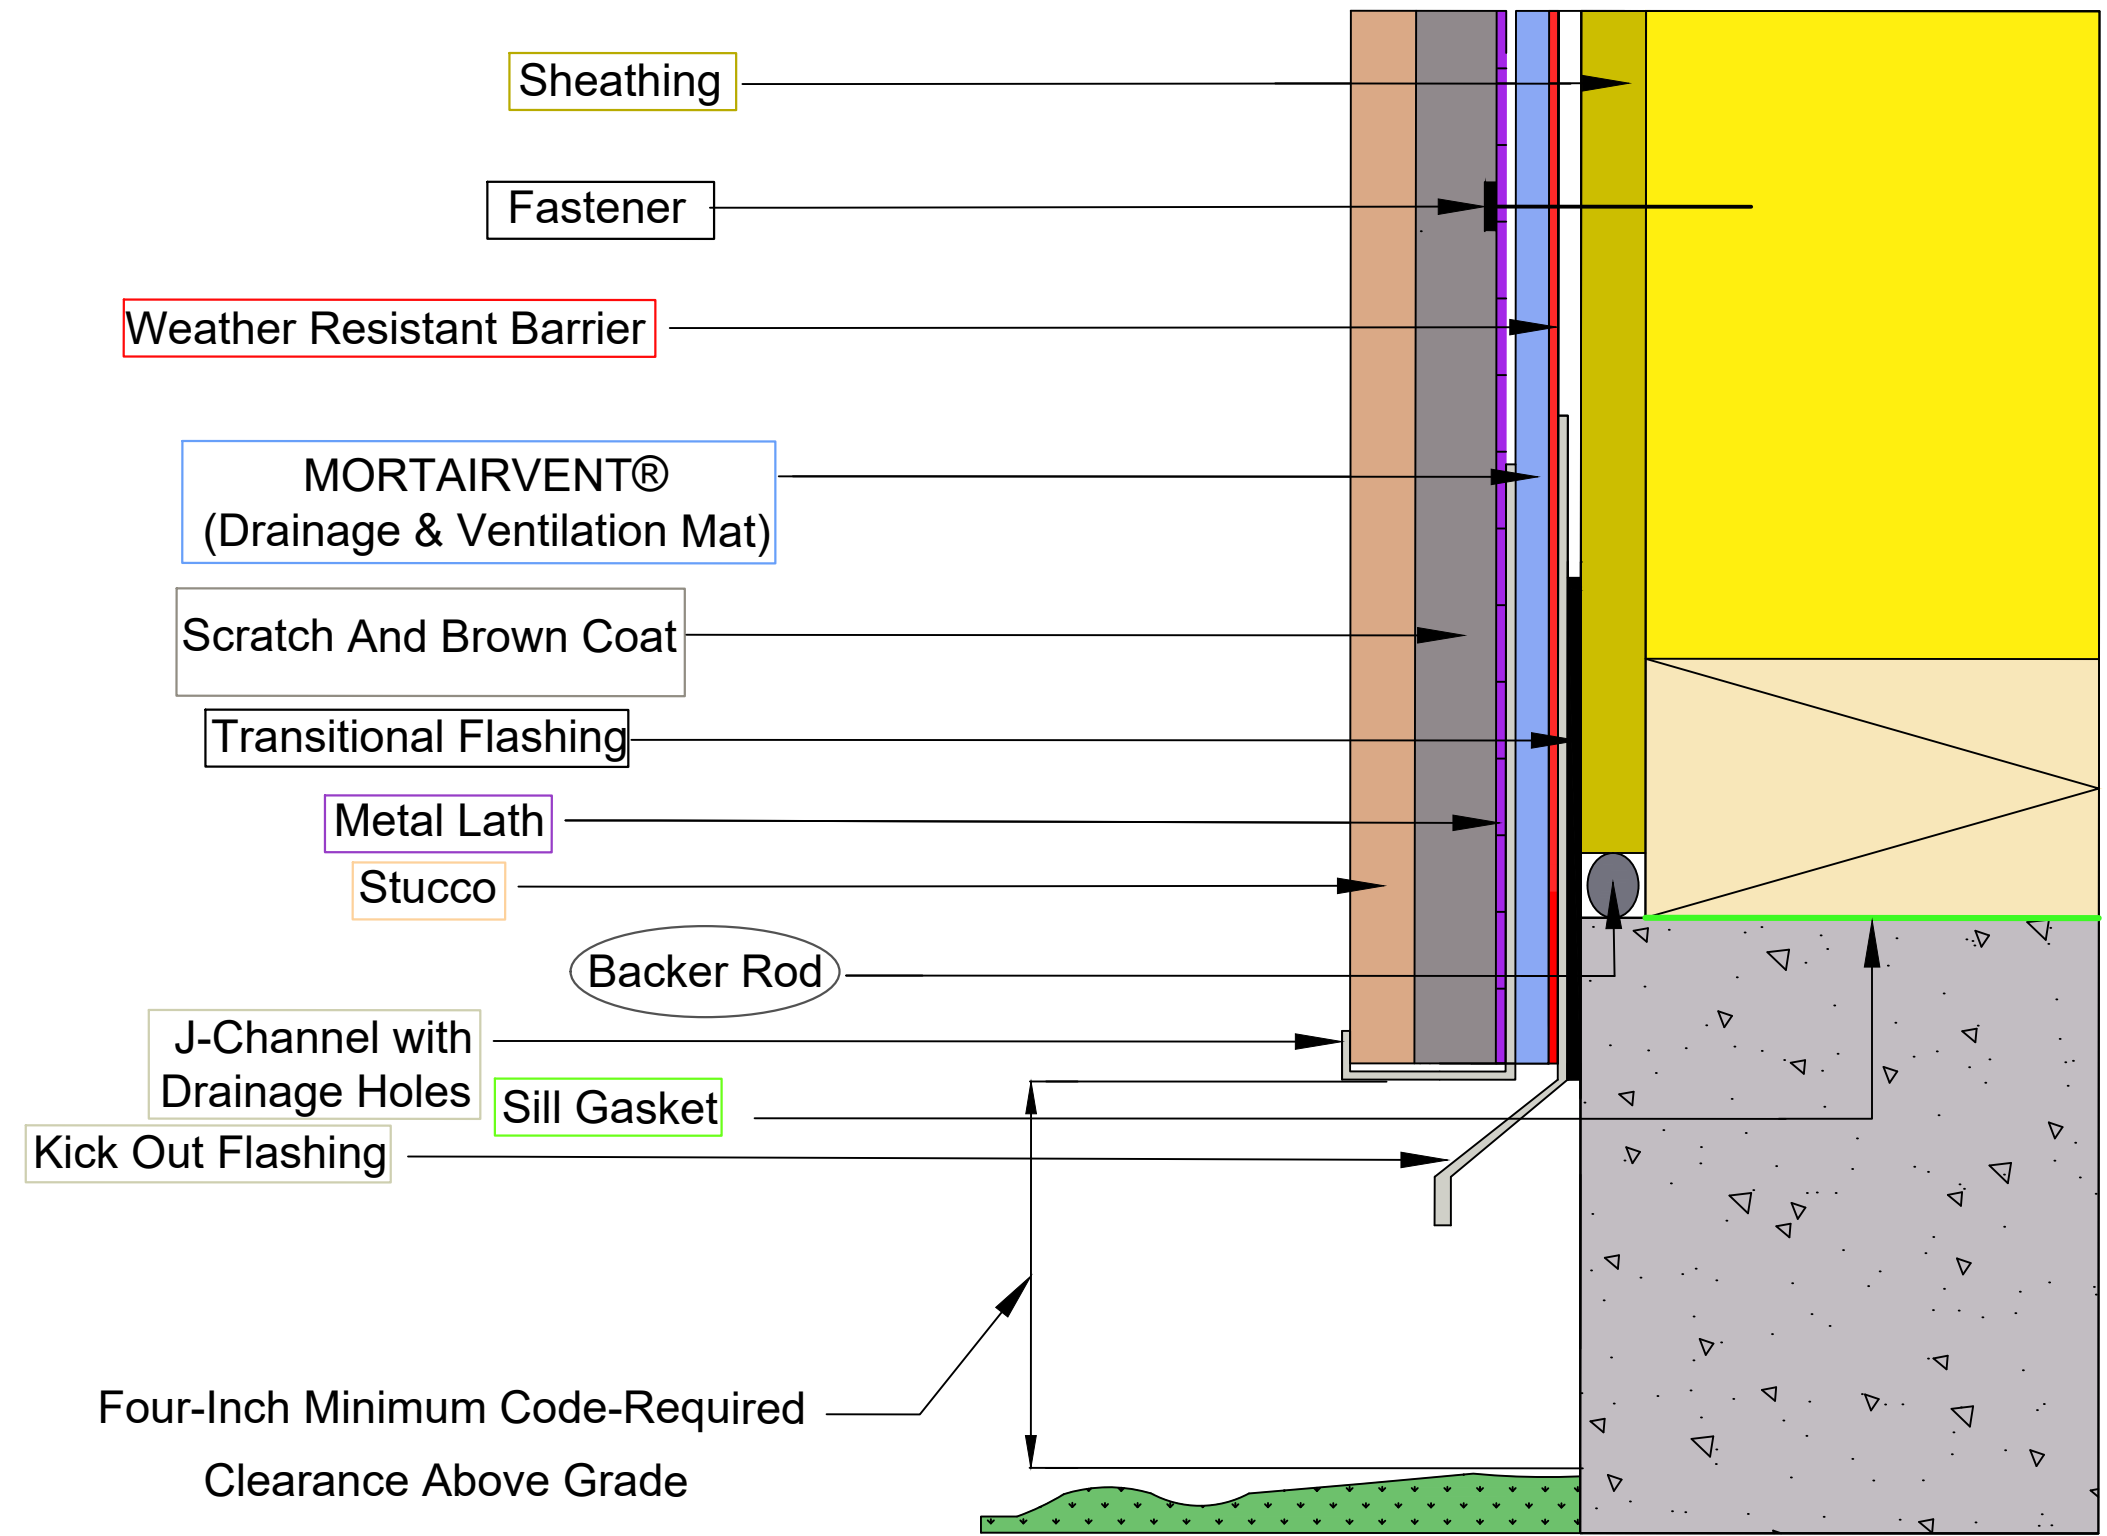 Sheathing
Fastener
Weather Resistant Barrier
MORTAIRVENT®
(Drainage & Ventilation Mat)
Scratch And Brown Coat
Transitional Flashing
Metal Lath
Stucco
Backer Rod
J-Channel with
Drainage Holes
Sill Gasket
Kick Out Flashing
Four-Inch Minimum Code-Required
Clearance Above Grade